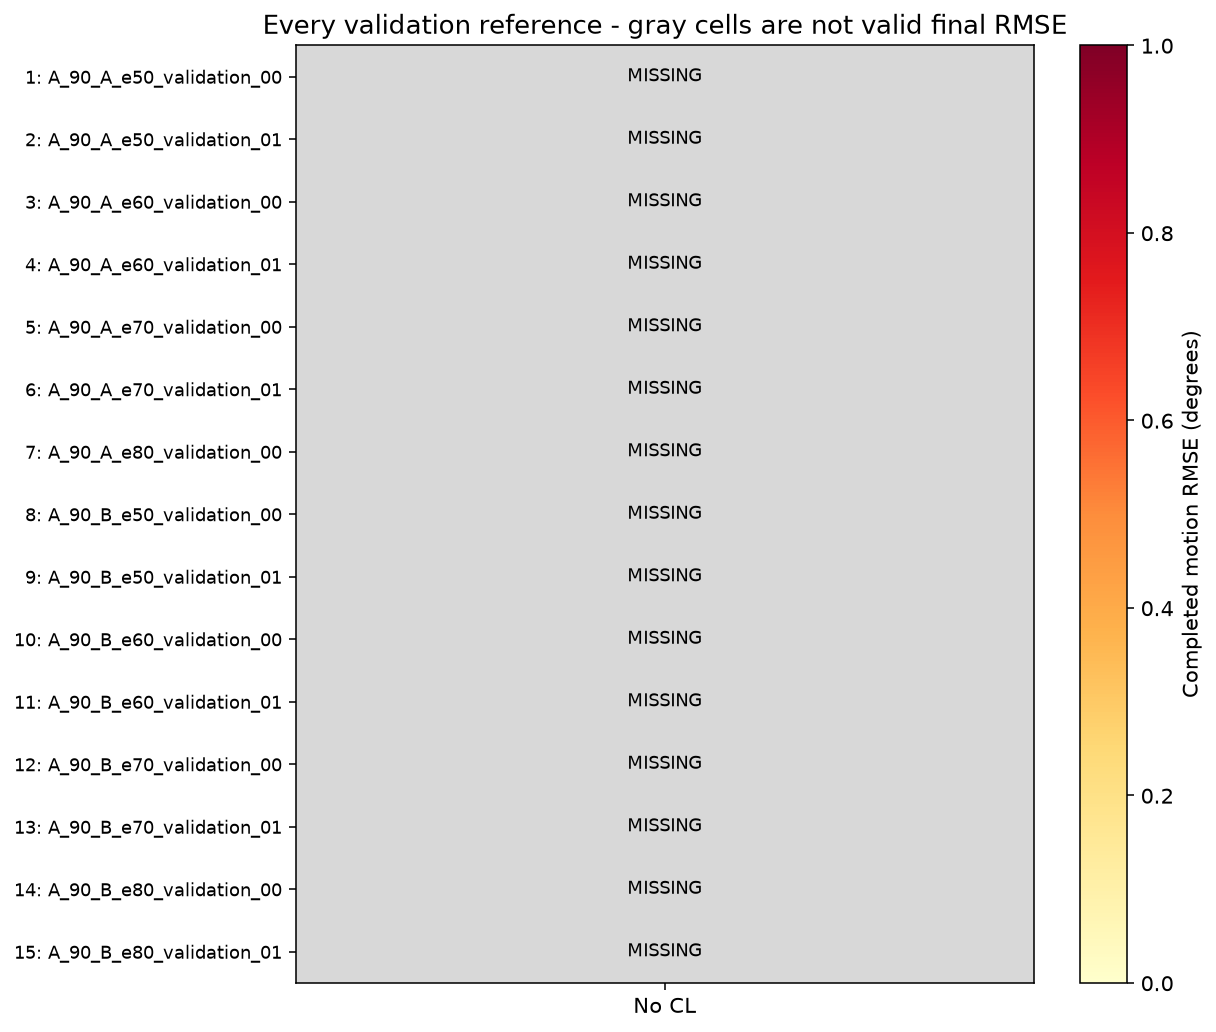 Every validation reference - gray cells are not valid final RMSE
1: A_90_A_e50_validation_00 MISSING
2: A_90_A_e50_validation_01 MISSING
3: A_90_A_e60_validation_00 MISSING
4: A_90_A_e60_validation_01 MISSING
5: A_90_A_e70_validation_00 MISSING
6: A_90_A_e70_validation_01 MISSING
7: A_90_A_e80_validation_00 MISSING
8: A_90_B_e50_validation_00 MISSING
9: A_90_B_e50_validation_01 MISSING
10: A_90_B_e60_validation_00 MISSING
11: A_90_B_e60_validation_01 MISSING
12: A_90_B_e70_validation_00 MISSING
13: A_90_B_e70_validation_01 MISSING
14: A_90_B_e80_validation_00 MISSING
15: A_90_B_e80_validation_01 MISSING
No CL
1.0
0.8
0.6
0.4
0.2
0.0
Completed motion RMSE (degrees)